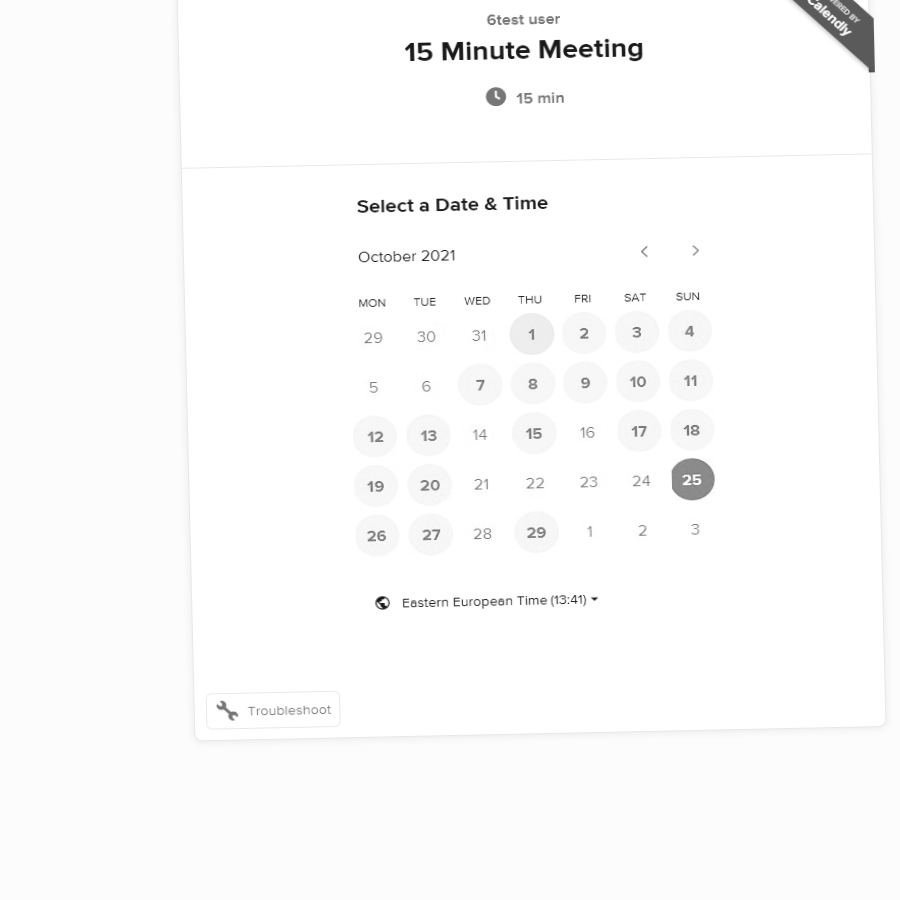 6test user
15 Minute Meeting
15 min
Calendly
Select a Date & Time
October 2021
MON TUE WED THU FRI SAT SUN
29 30 31 1 2 3 4
5 6 7 8 9 10 11
12 13 14 15 16 17 18
19 20 21 22 23 24 25
26 27 28 29 1 2 3
Eastern European Time (13:41)
Troubleshoot